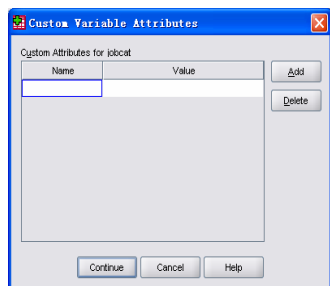 Custom Variable Attributes
Custom Attributes for jobcat
Name Value
Add
Delete
Continue Cancel Help